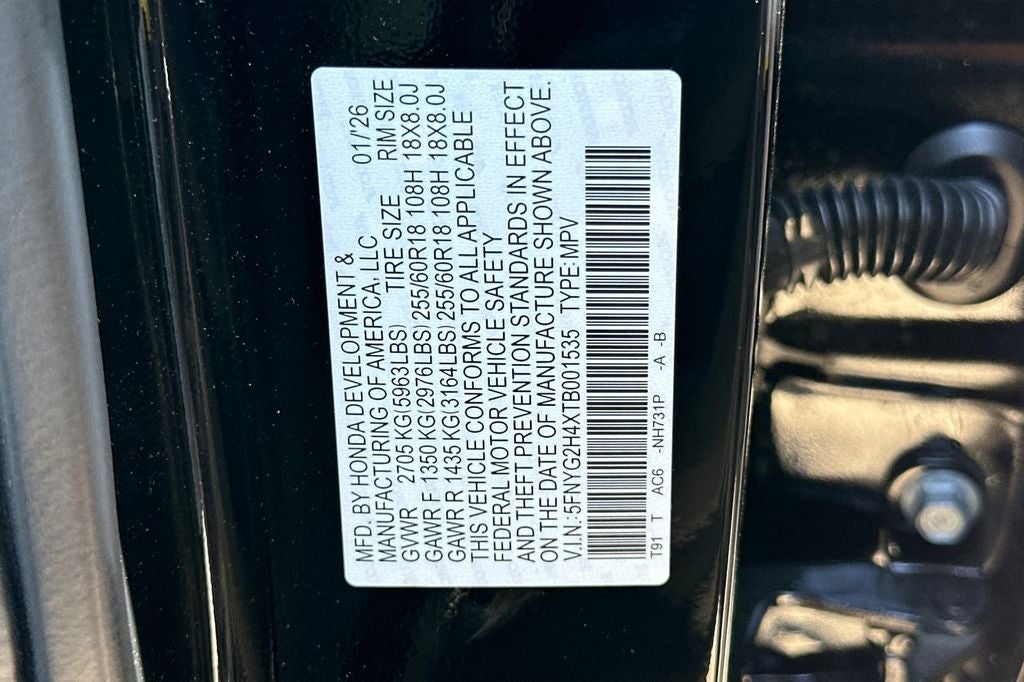 MFD. BY HONDA DEVELOPMENT &
MANUFACTURING OF AMERICA, LLC 01/'26
GVWR 2705 KG(5963LBS) TIRE SIZE RIM SIZE
GAWR F 1350 KG(2976LBS) 255/60R18 108H 18X8.0J
GAWR R 1435 KG(3164LBS) 255/60R18 108H 18X8.0J
THIS VEHICLE CONFORMS TO ALL APPLICABLE
FEDERAL MOTOR VEHICLE SAFETY
AND THEFT PREVENTION STANDARDS IN EFFECT
ON THE DATE OF MANUFACTURE SHOWN ABOVE.
V.I.N.:5FNYG2H4XTB001535 TYPE:MPV
T91 T AC6 -NH731P -A -B